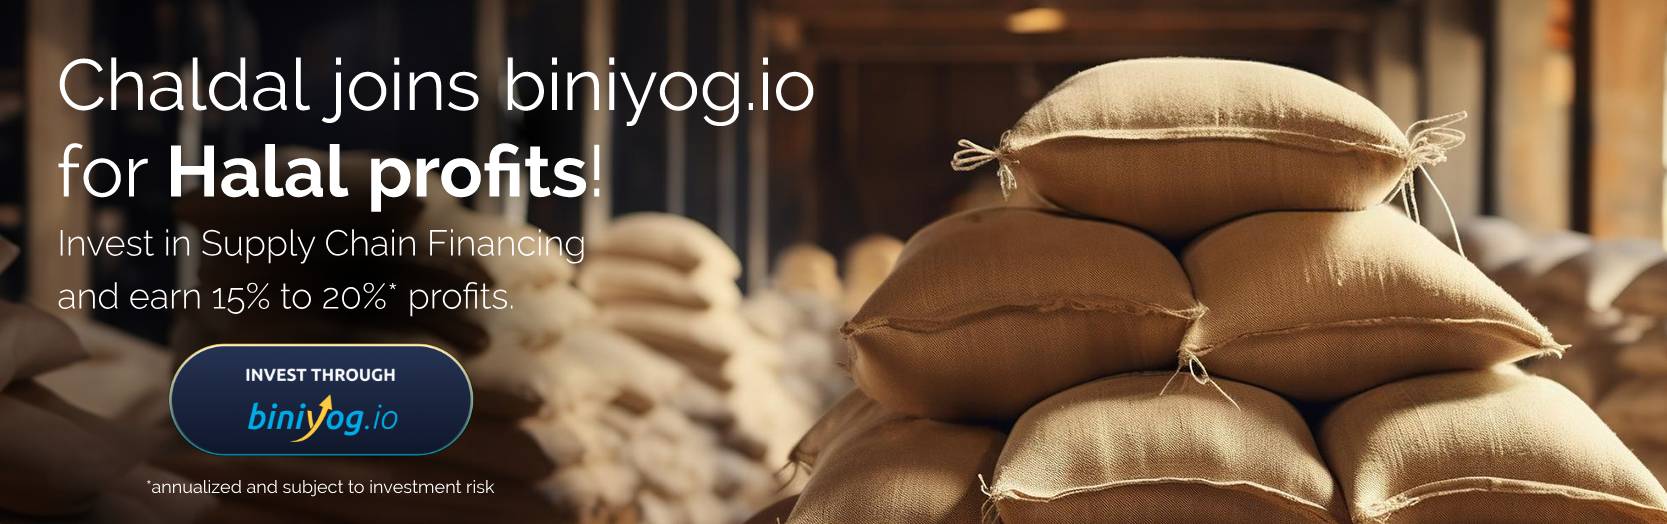 Chaldal joins biniyog.io
for Halal profits!
Invest in Supply Chain Financing
and earn 15% to 20%* profits.
INVEST THROUGH
biniyog.io
*annualized and subject to investment risk